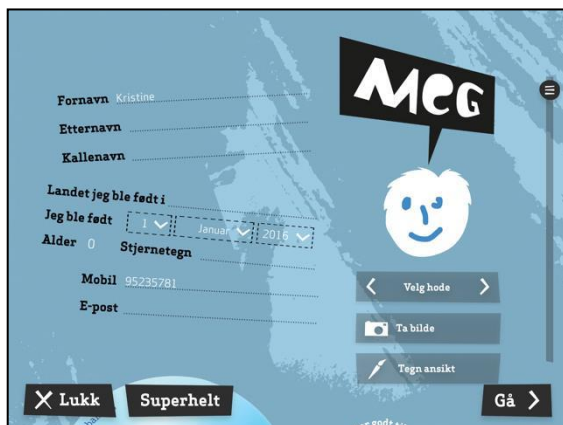 MeG
Fornavn Kristine
Etternavn
Kallenavn
Landet jeg ble født i
Jeg ble født 1 Januar 2016
Alder 0 Stjernetegn
Mobil 95235781
E-post
Velg hode
Ta bilde
Tegn ansikt
Lukk
Superhelt
Gå